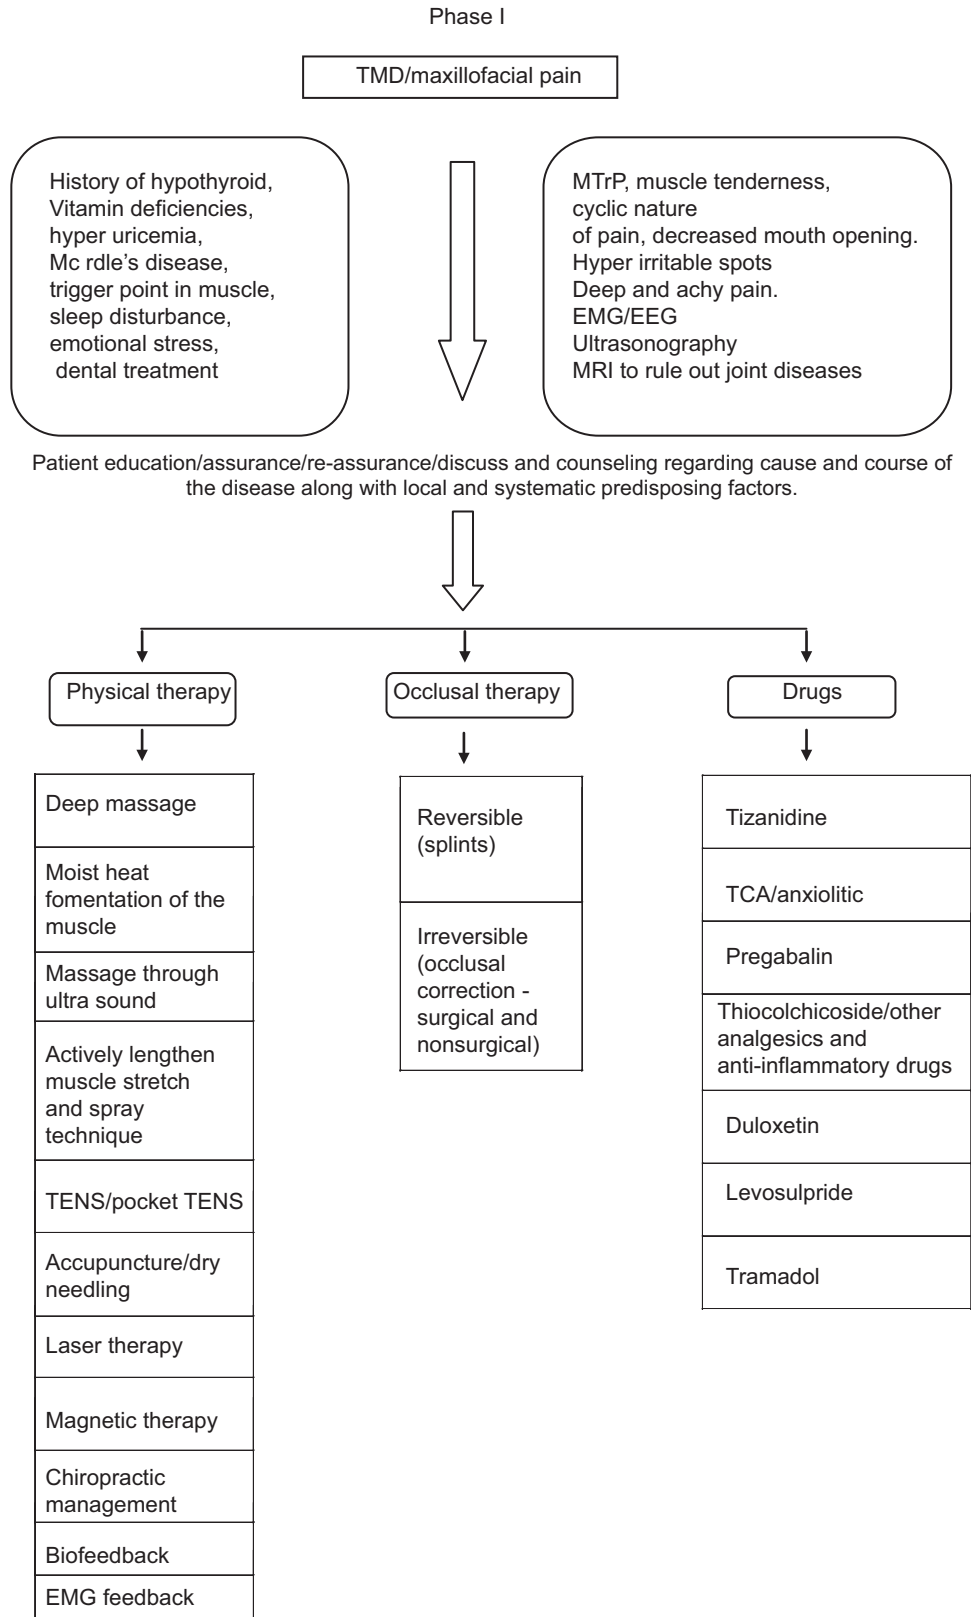 Phase I
TMD/maxillofacial pain
History of hypothyroid,
Vitamin deficiencies,
hyper uricemia,
Mc rdle's disease,
trigger point in muscle,
sleep disturbance,
emotional stress,
dental treatment
MTrP, muscle tenderness,
cyclic nature
of pain, decreased mouth opening.
Hyper irritable spots
Deep and achy pain.
EMG/EEG
Ultrasonography
MRI to rule out joint diseases
Patient education/assurance/re-assurance/discuss and counseling regarding cause and course of
the disease along with local and systematic predisposing factors.
Physical therapy
Occlusal therapy
Drugs
Deep massage
Moist heat
fomentation of the
muscle
Massage through
ultra sound
Actively lengthen
muscle stretch
and spray
technique
TENS/pocket TENS
Accupuncture/dry
needling
Laser therapy
Magnetic therapy
Chiropractic
management
Biofeedback
EMG feedback
Reversible
(splints)
Irreversible
(occlusal
correction -
surgical and
nonsurgical)
Tizanidine
TCA/anxiolitic
Pregabalin
Thiocolchicoside/other
analgesics and
anti-inflammatory drugs
Duloxetin
Levosulpride
Tramadol